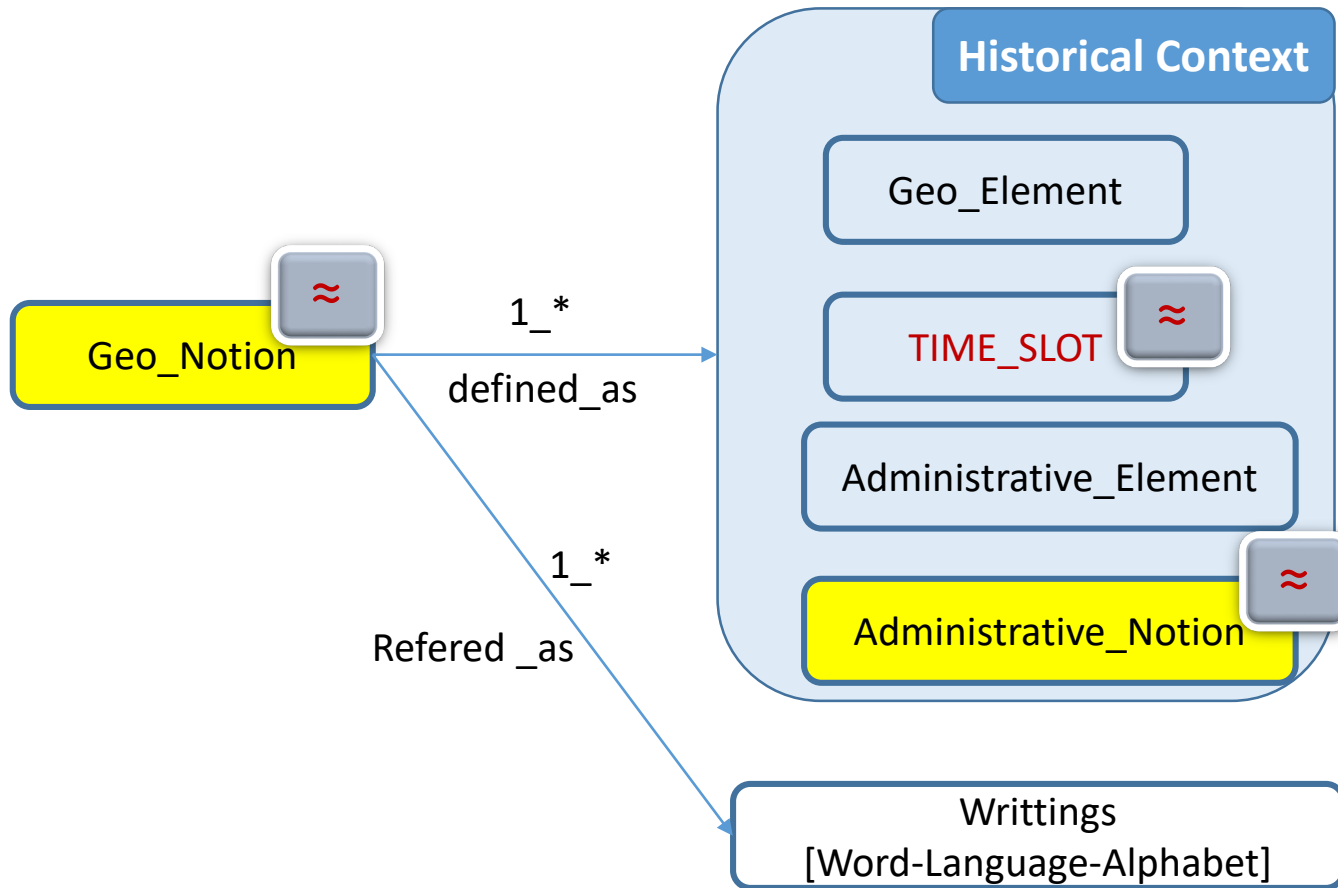 Historical Context
Geo_Element
≈
TIME_SLOT
≈
Geo_Notion
1_*
defined_as
Administrative_Element
≈
Administrative_Notion
1_*
Refered _as
Writtings
[Word-Language-Alphabet]